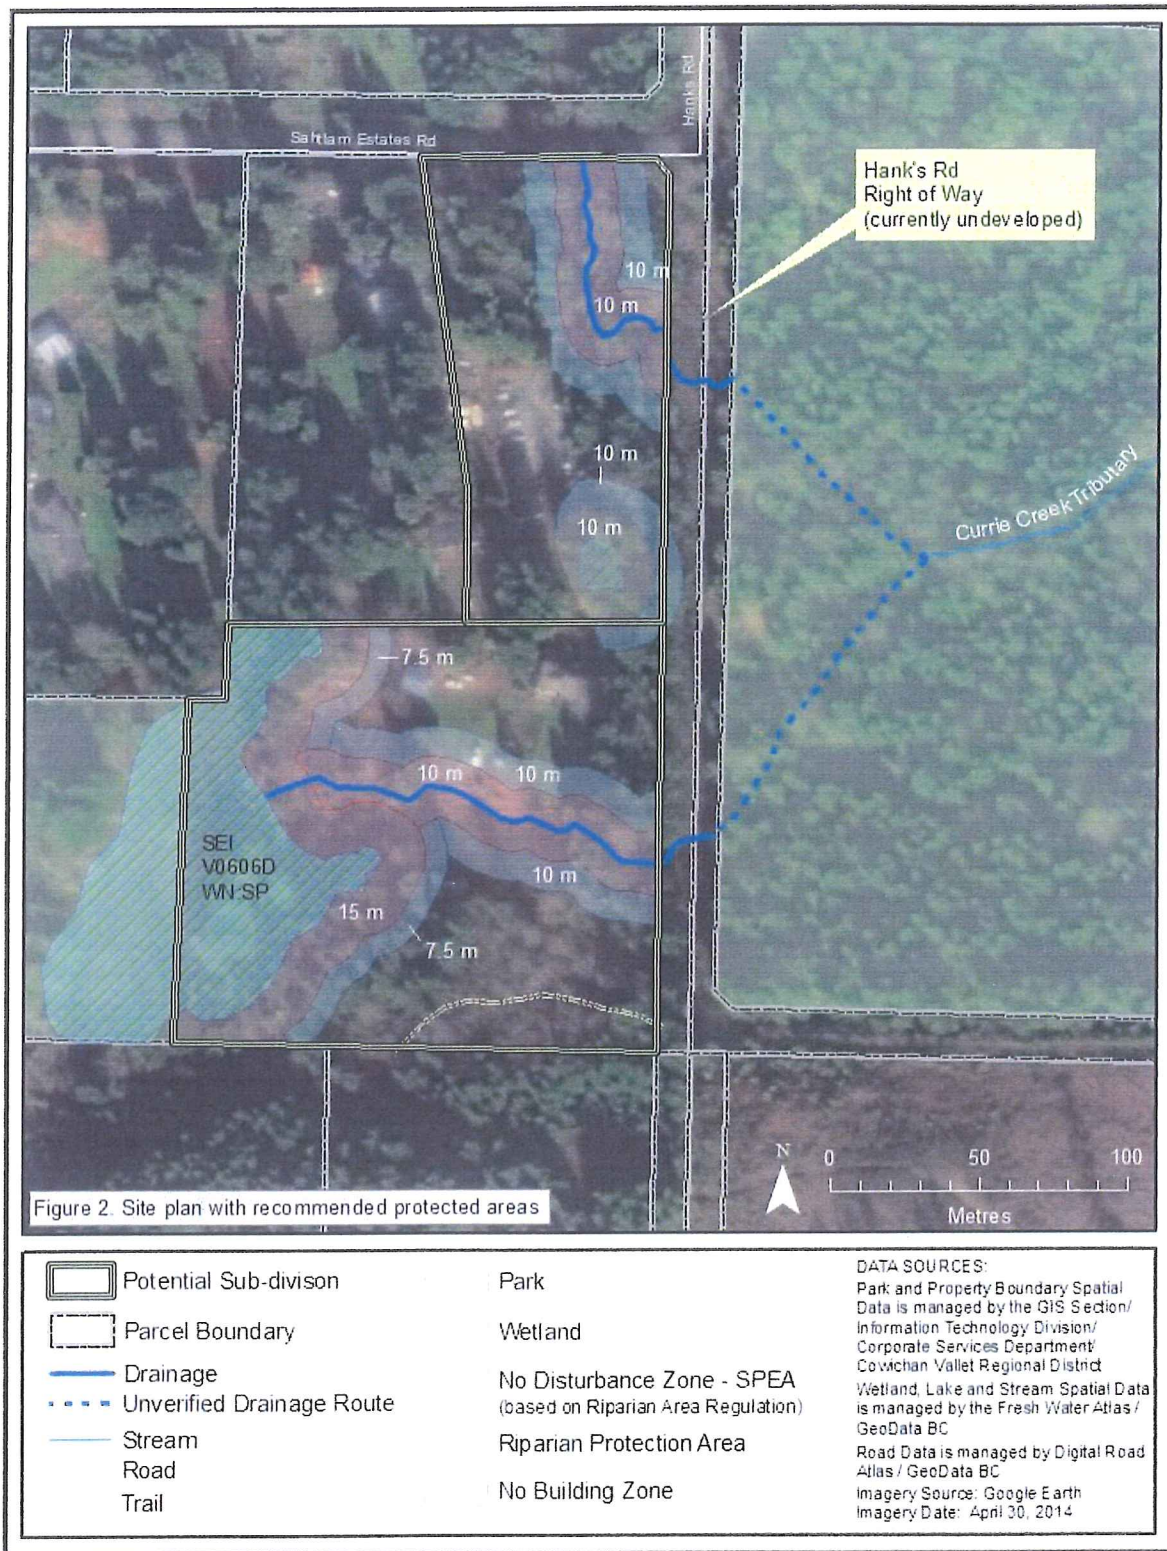 Hanks Rd
Sahtlam Estates Rd
Hank's Rd
Right of Way
(currently undeveloped)
10 m
10 m
10 m
10 m
Currie Creek Tributary
7.5 m
10 m
10 m
SEI
V0606D
WN:SP
10 m
15 m
7.5 m
N
0 50 100
Metres
Figure 2. Site plan with recommended protected areas
Potential Sub-divison
Parcel Boundary
Drainage
Unverified Drainage Route
Stream
Road
Trail
Park
Wetland
No Disturbance Zone - SPEA
(based on Riparian Area Regulation)
Riparian Protection Area
No Building Zone
DATA SOURCES:
Park and Property Boundary Spatial
Data is managed by the GIS Section/
Information Technology Division/
Corporate Services Department/
Cowichan Vallet Regional District
Wetland, Lake and Stream Spatial Data
is managed by the Fresh Water Atlas /
GeoData BC
Road Data is managed by Digital Road
Atlas / GeoData BC
Imagery Source: Google Earth
Imagery Date: April 30, 2014